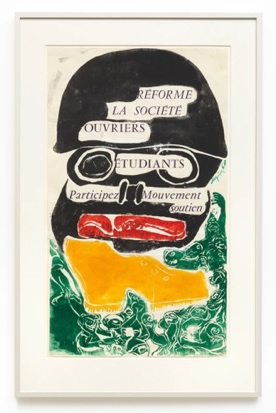 RÉFORME
LA SOCIÉTÉ
OUVRIERS
ÉTUDIANTS
Participez Mouvement
soutien